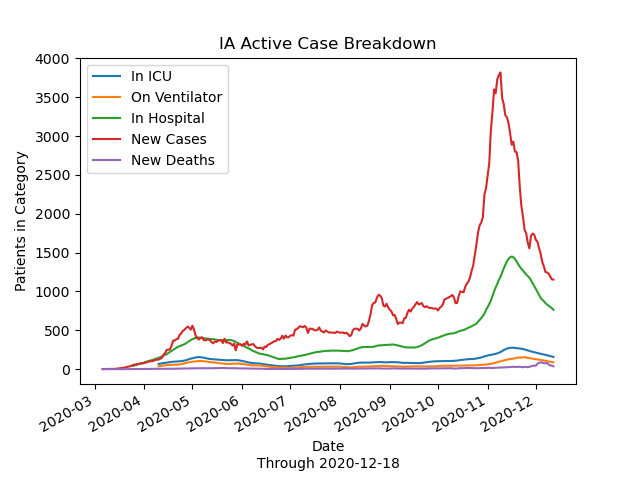 IA Active Case Breakdown
Patients in Category
4000
3500
3000
2500
2000
1500
1000
500
0
In ICU
On Ventilator
In Hospital
New Cases
New Deaths
2020-03
2020-04
2020-05
2020-06
2020-07
2020-08
2020-09
2020-10
2020-11
2020-12
Date
Through 2020-12-18